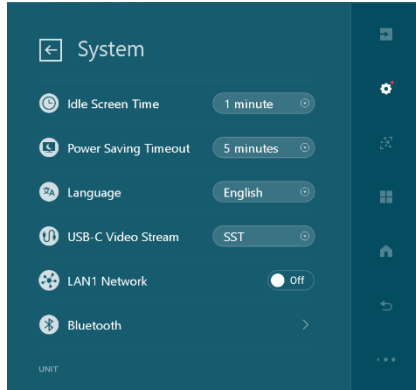 System
Idle Screen Time 1 minute
Power Saving Timeout 5 minutes
Language English
USB-C Video Stream SST
LAN1 Network Off
Bluetooth
UNIT